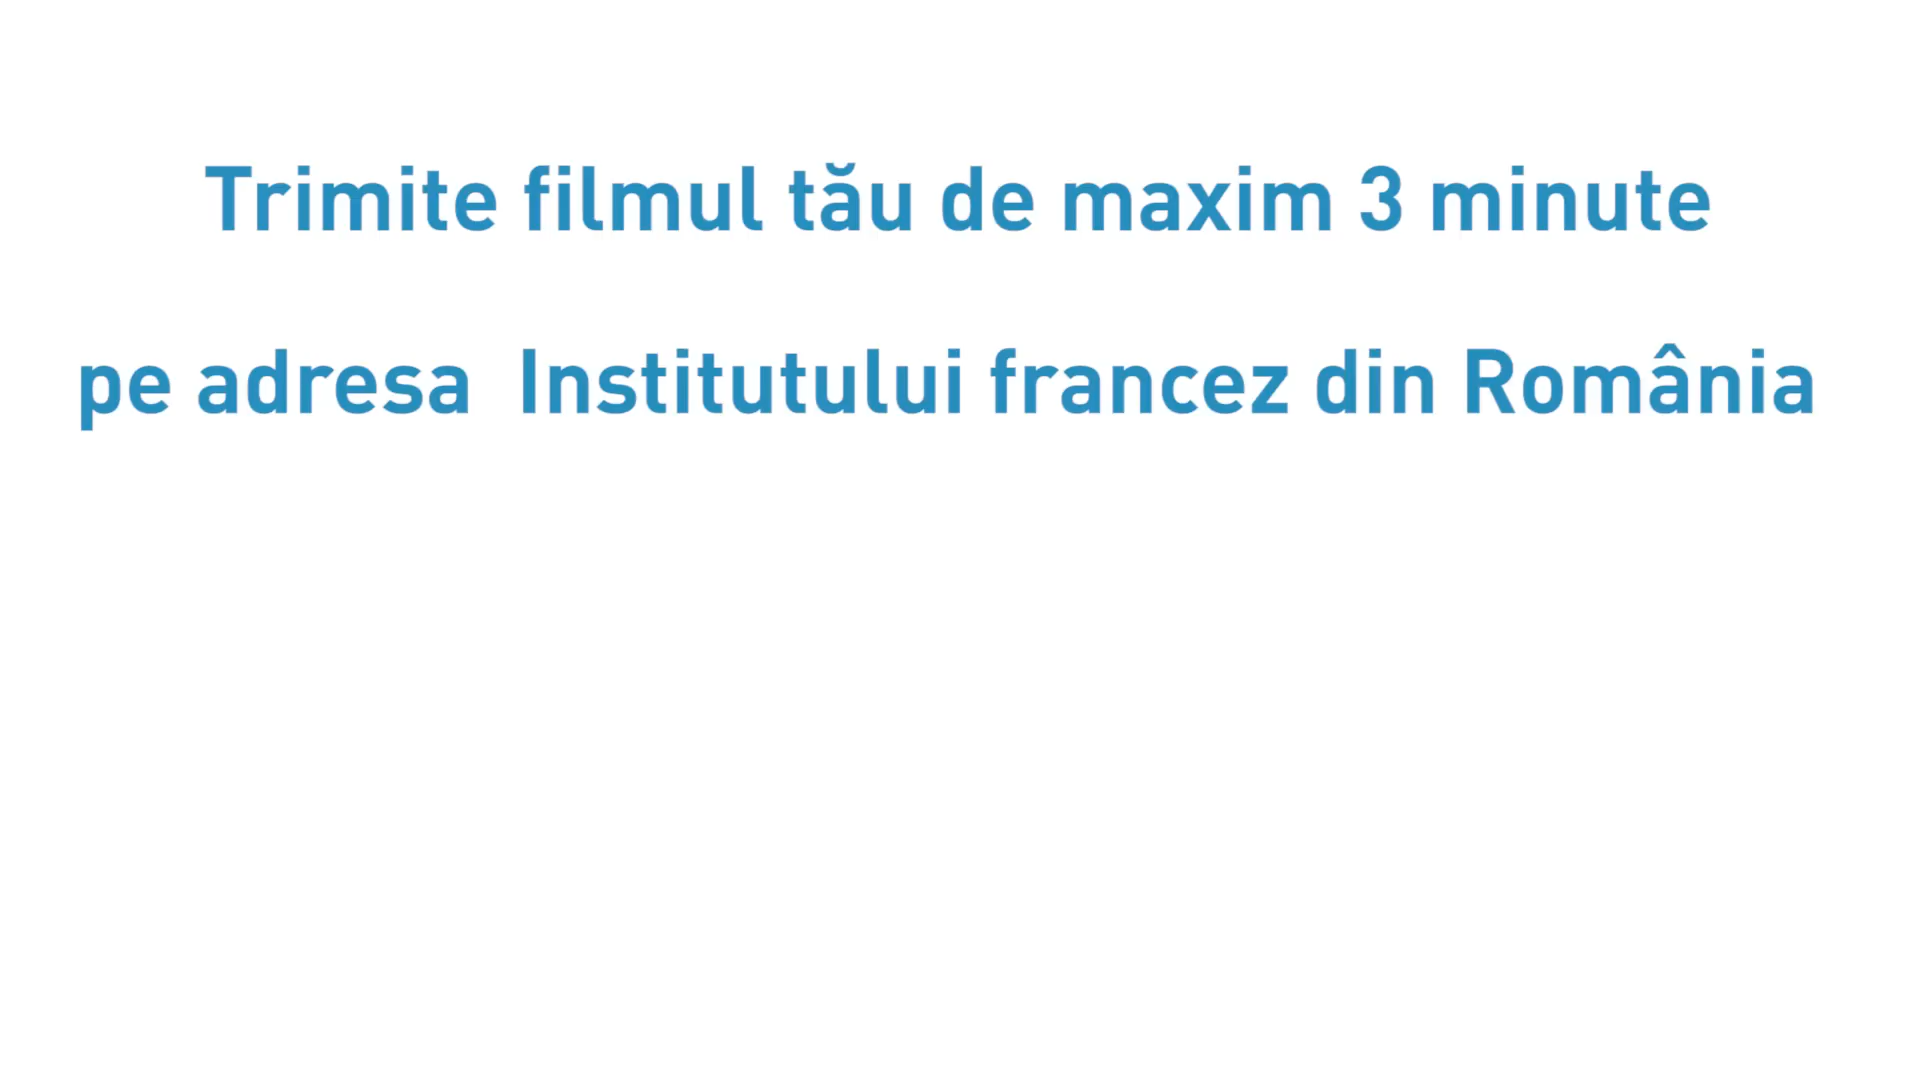 Trimite filmul tău de maxim 3 minute
pe adresa  Institutului francez din România